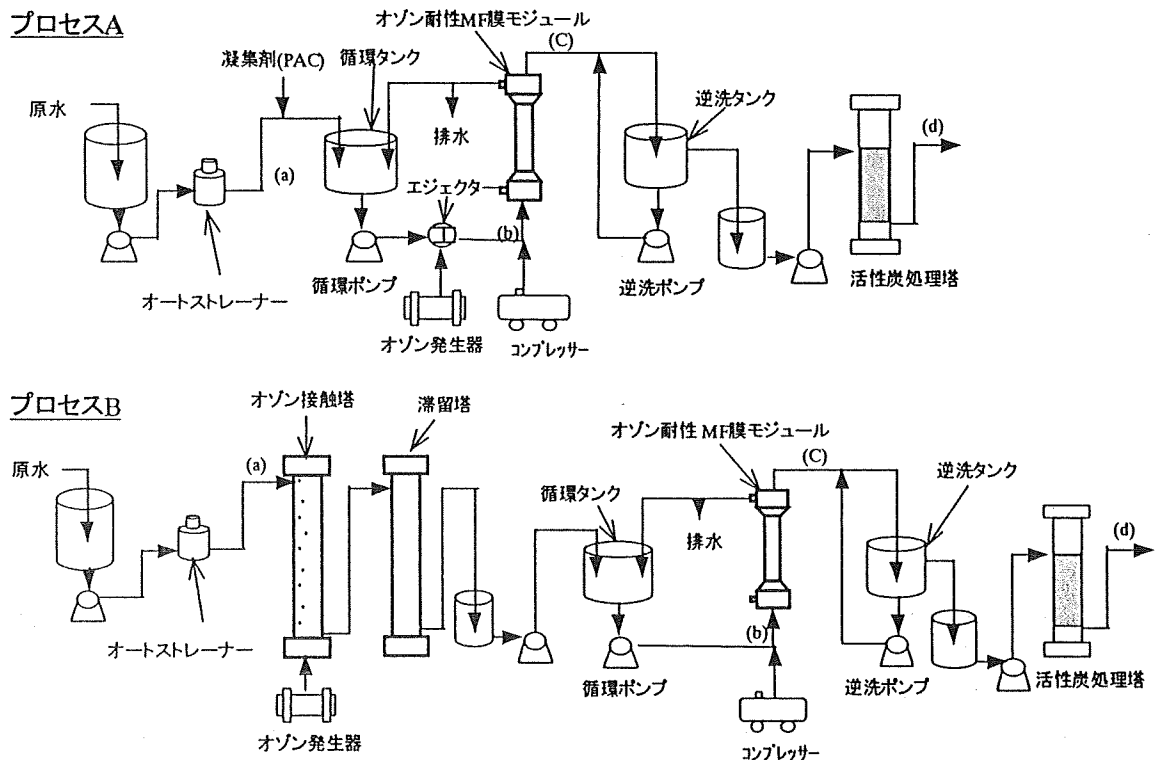 プロセスA
オゾン耐性MF膜モジュール
(C)
凝集剤(PAC)
循環タンク
原水
排水
逆洗タンク
(d)
(a)
エジェクタ
(b)
循環ポンプ
逆洗ポンプ
活性炭処理塔
オートストレーナー
オゾン発生器
コンプレッサー
プロセスB
オゾン接触塔
滞留塔
オゾン耐性MF膜モジュール
(C)
原水
(a)
循環タンク
逆洗タンク
排水
(d)
(b)
オートストレーナー
循環ポンプ
逆洗ポンプ
活性炭処理塔
オゾン発生器
コンプレッサー